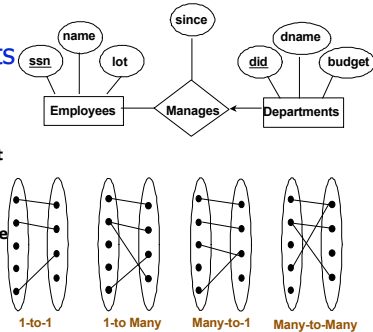 since
name
dname
ts
ssn
lot
did
budget
Employees
Manages
Departments
t
e
1-to-1
1-to Many
Many-to-1
Many-to-Many